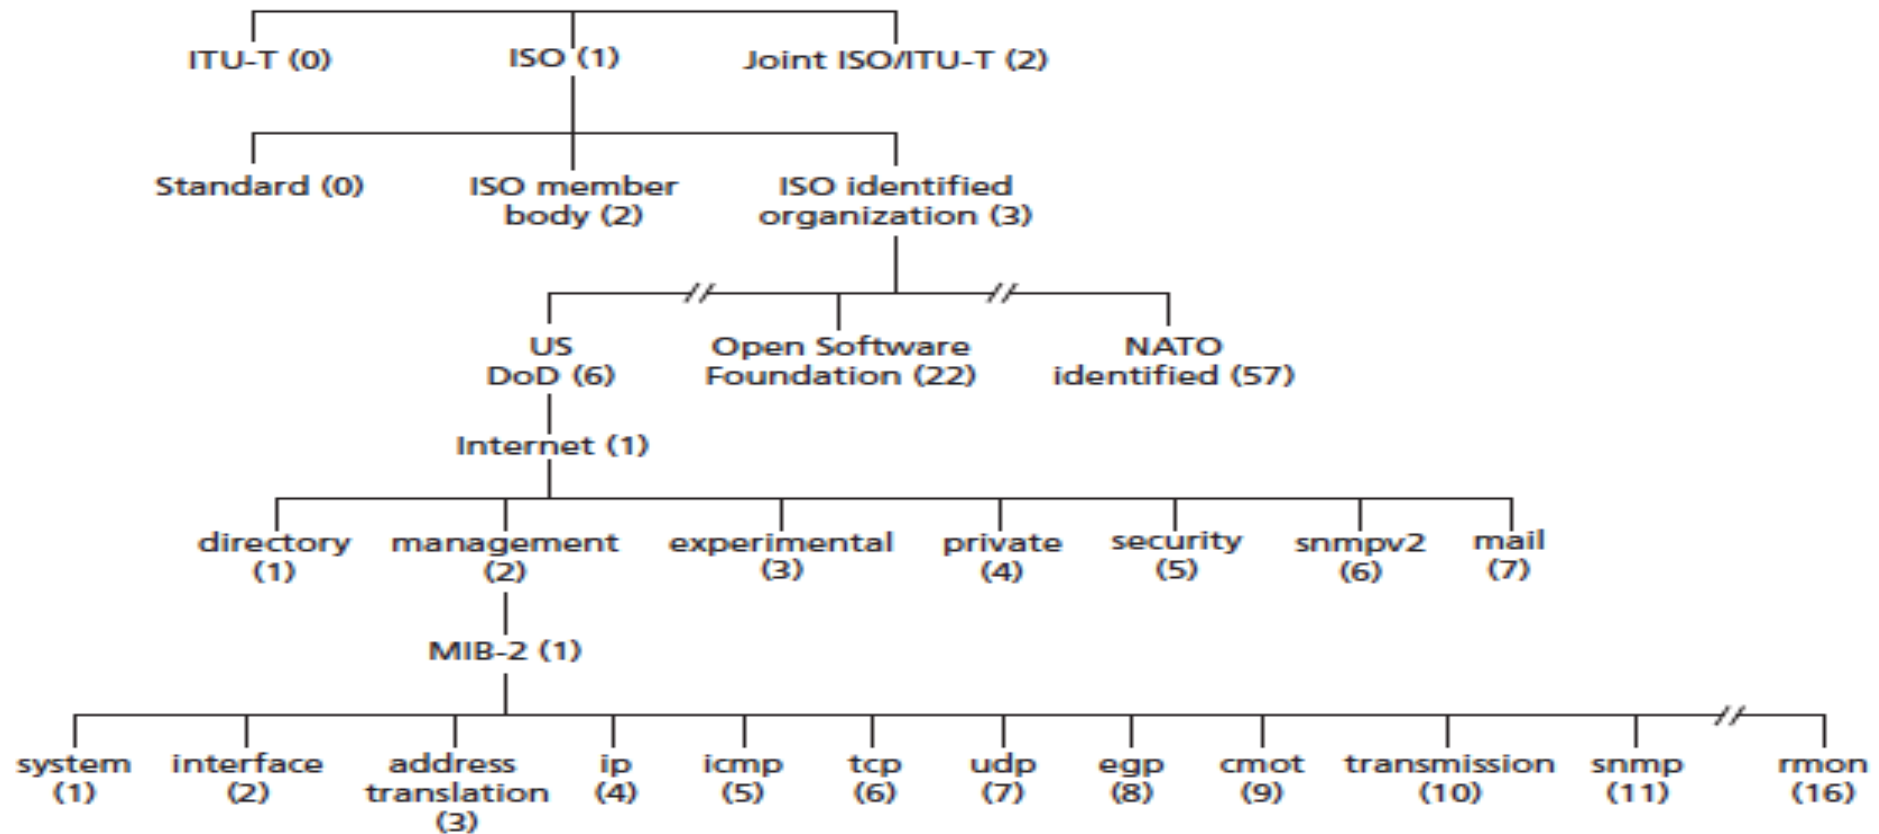 ITU-T (0) ISO (1) Joint ISO/ITU-T (2)
Standard (0) ISO member ISO identified
body (2) organization (3)
US Open Software NATO
DoD (6) Foundation (22) identified (57)
Internet (1)
directory management experimental private security snmpv2 mail
(1) (2) (3) (4) (5) (6) (7)
MIB-2 (1)
system interface address ip icmp tcp udp egp cmot transmission snmp rmon
(1) (2) translation (4) (5) (6) (7) (8) (9) (10) (11) (16)
(3)